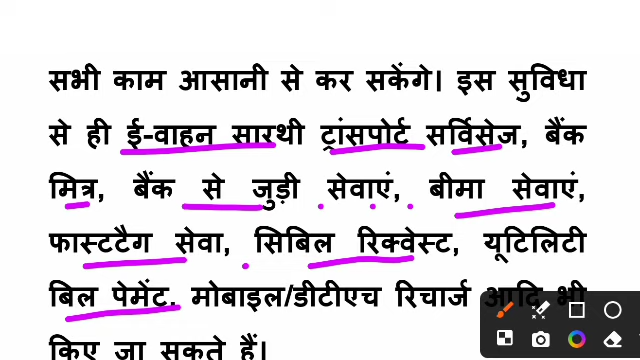 सभी काम आसानी से कर सकेंगे। इस सुविधा
से ही ई-वाहन सारथी ट्रांसपोर्ट सर्विसेज, बैंक
मित्र, बैंक से जुड़ी सेवाएं, बीमा सेवाएं,
फास्टटैग सेवा, सिबिल रिक्वेस्ट, यूटिलिटी
बिल पेमेंट. मोबाइल/डीटीएच रिचार्ज आदि भी
किए जा सकते हैं।